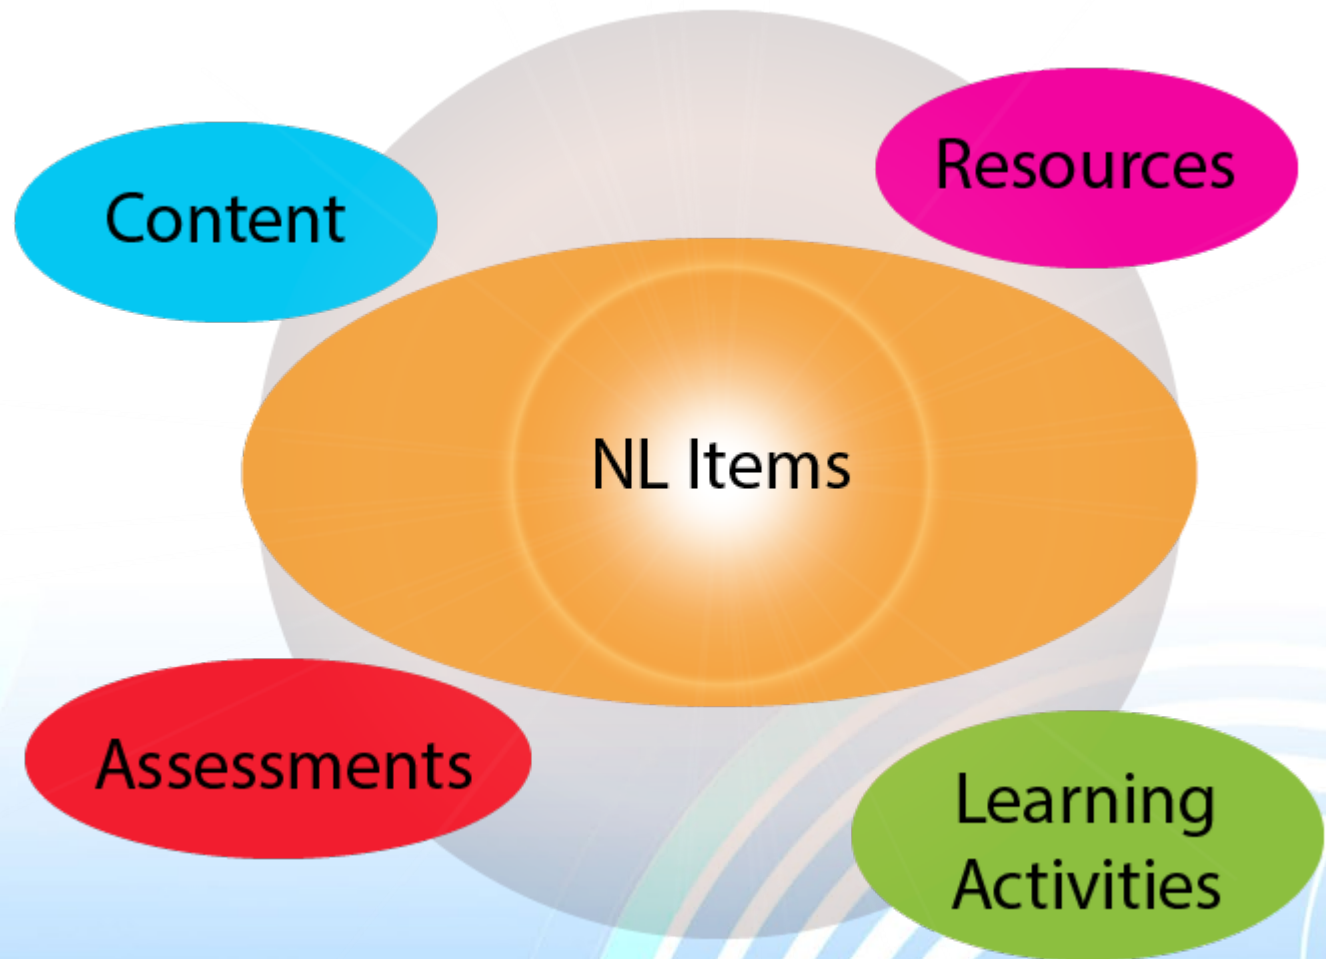 Resources
Content
NL Items
Assessments
Learning
Activities